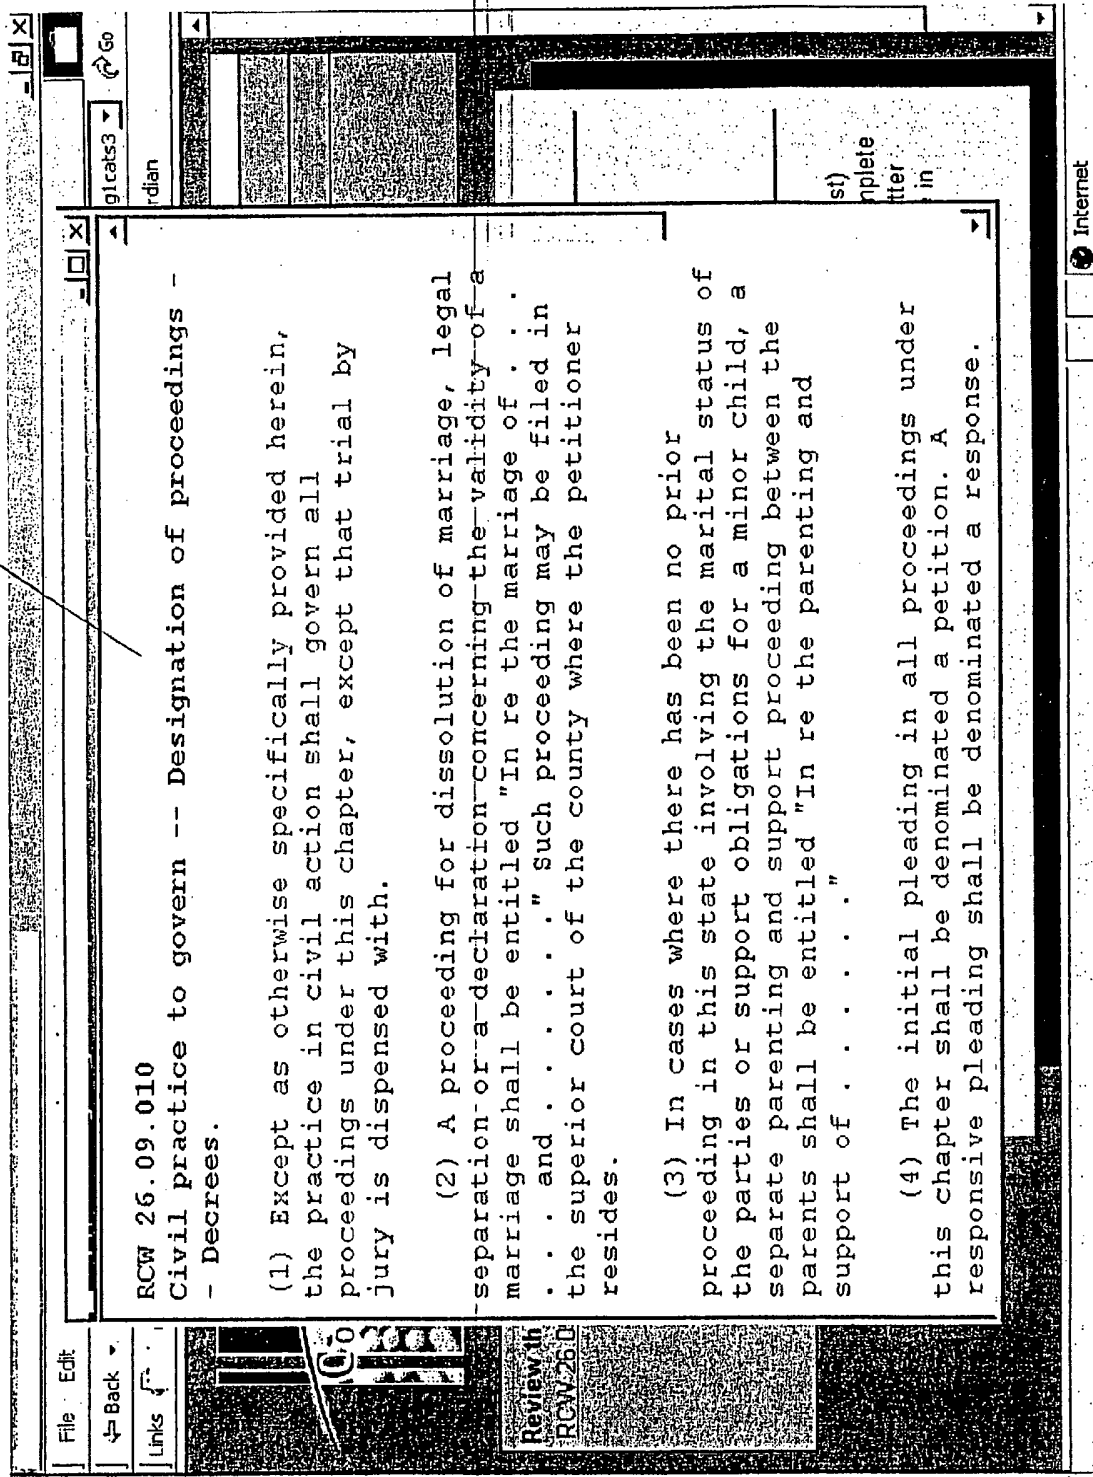 File Edit
Back
Links
g1cats3
Go
rdian
RCW 26.09.010
Civil practice to govern -- Designation of proceedings -
- Decrees.
(1) Except as otherwise specifically provided herein,
the practice in civil action shall govern all
proceedings under this chapter, except that trial by
jury is dispensed with.
(2) A proceeding for dissolution of marriage, legal
separation or a declaration concerning the validity of a
marriage shall be entitled "In re the marriage of . . .
. . . and . . . . . ." Such proceeding may be filled in
the superior court of the county where the petitioner
resides.
(3) In cases where there has been no prior
proceeding in this state involving the marital status of
the parties or support obligations for a minor child, a
separate parenting and support proceeding between the
parents shall be entitled "In re the parenting and
support of . . . . . ."
(4) The initial pleading in all proceedings under
this chapter shall be denominated a petition. A
responsive pleading shall be denominated a response.
Review th
RCW 26.0
st)
mplete
tter
in
Internet